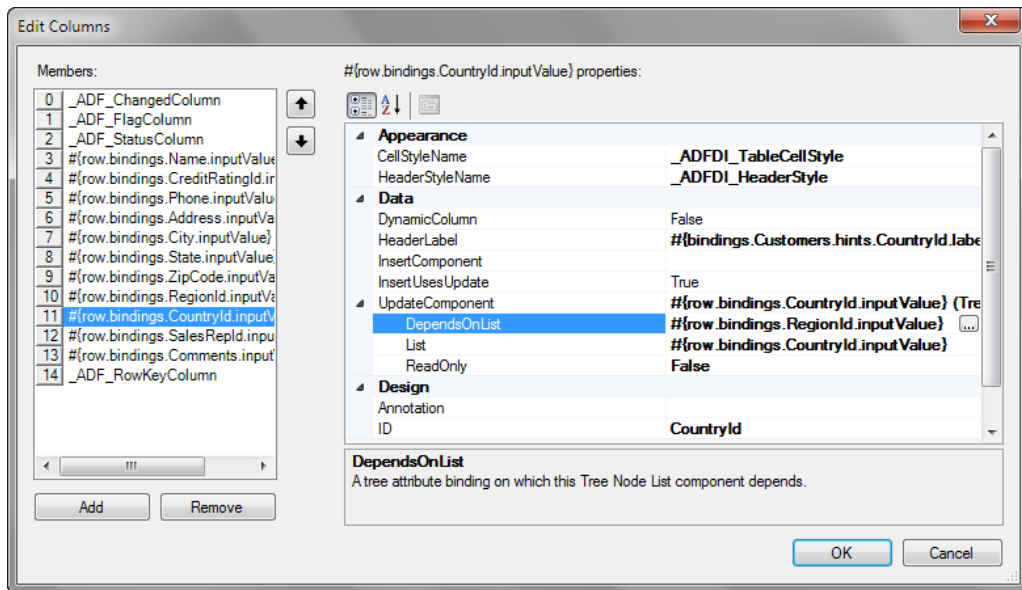 Edit Columns
Members:
0 _ADF_ChangedColumn
1 _ADF_FlagColumn
2 _ADF_StatusColumn
3 #{row.bindings.Name.inputValue
4 #{row.bindings.CreditRatingId.ir
5 #{row.bindings.Phone.inputValu
6 #{row.bindings.Address.inputVa
7 #{row.bindings.City.inputValue}
8 #{row.bindings.State.inputValue
9 #{row.bindings.ZipCode.inputVa
10 #{row.bindings.RegionId.inputVa
11 #{row.bindings.CountryId.inputV
12 #{row.bindings.SalesRepId.inpu
13 #{row.bindings.Comments.input
14 _ADF_RowKeyColumn
Add Remove
#{row.bindings.CountryId.inputValue} properties:
Appearance
CellStyleName _ADFDI_TableCellStyle
HeaderStyleName _ADFDI_HeaderStyle
Data
DynamicColumn False
HeaderLabel #{bindings.Customers.hints.CountryId.labe
InsertComponent
InsertUsesUpdate True
UpdateComponent #{row.bindings.CountryId.inputValue} (Tre
DependsOnList #{row.bindings.RegionId.inputValue} ...
List #{row.bindings.CountryId.inputValue}
ReadOnly False
Design
Annotation
ID CountryId
DependsOnList
A tree attribute binding on which this Tree Node List component depends.
OK Cancel